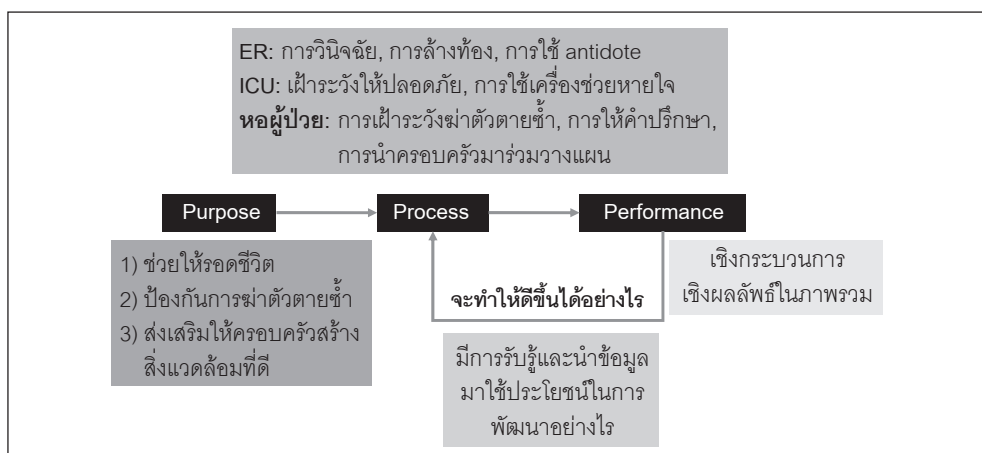 ER: การวินิจฉัย, การล้างท้อง, การใช้ antidote
ICU: เฝ้าระวังให้ปลอดภัย, การใช้เครื่องช่วยหายใจ
หอผู้ป่วย: การเฝ้าระวังฆ่าตัวตายซ้ำ, การให้คำปรึกษา,
การนำครอบครัวมาร่วมวางแผน
Purpose
Process
Performance
1) ช่วยให้รอดชีวิต
2) ป้องกันการฆ่าตัวตายซ้ำ
3) ส่งเสริมให้ครอบครัวสร้าง
สิ่งแวดล้อมที่ดี
จะทำให้ดีขึ้นได้อย่างไร
เชิงกระบวนการ
เชิงผลลัพธ์ในภาพรวม
มีการรับรู้และนำข้อมูล
มาใช้ประโยชน์ในการ
พัฒนาอย่างไร